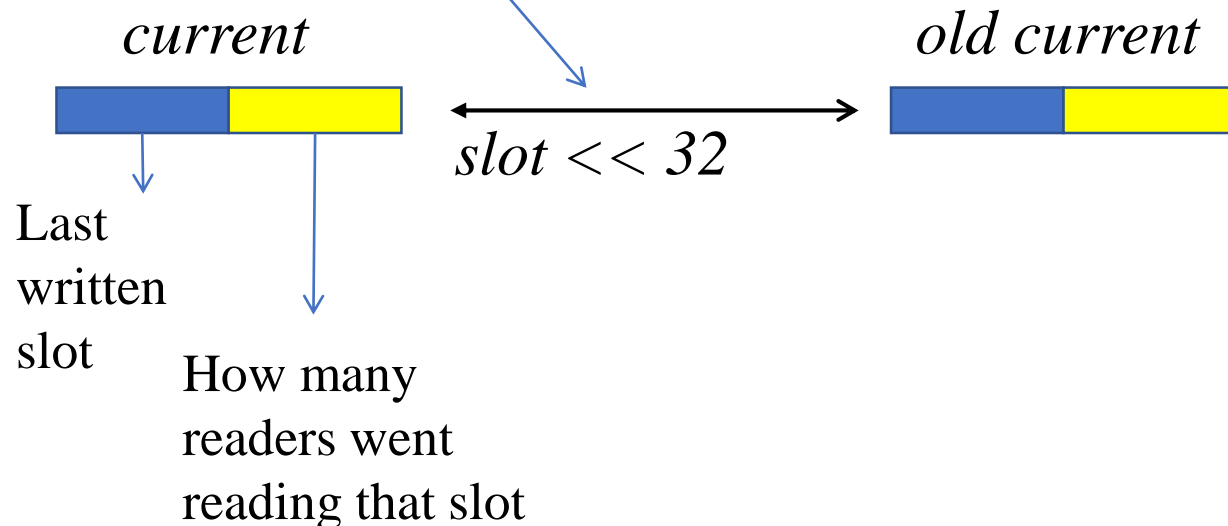 current
old current
slot << 32
Last
written
slot
How many
readers went
reading that slot